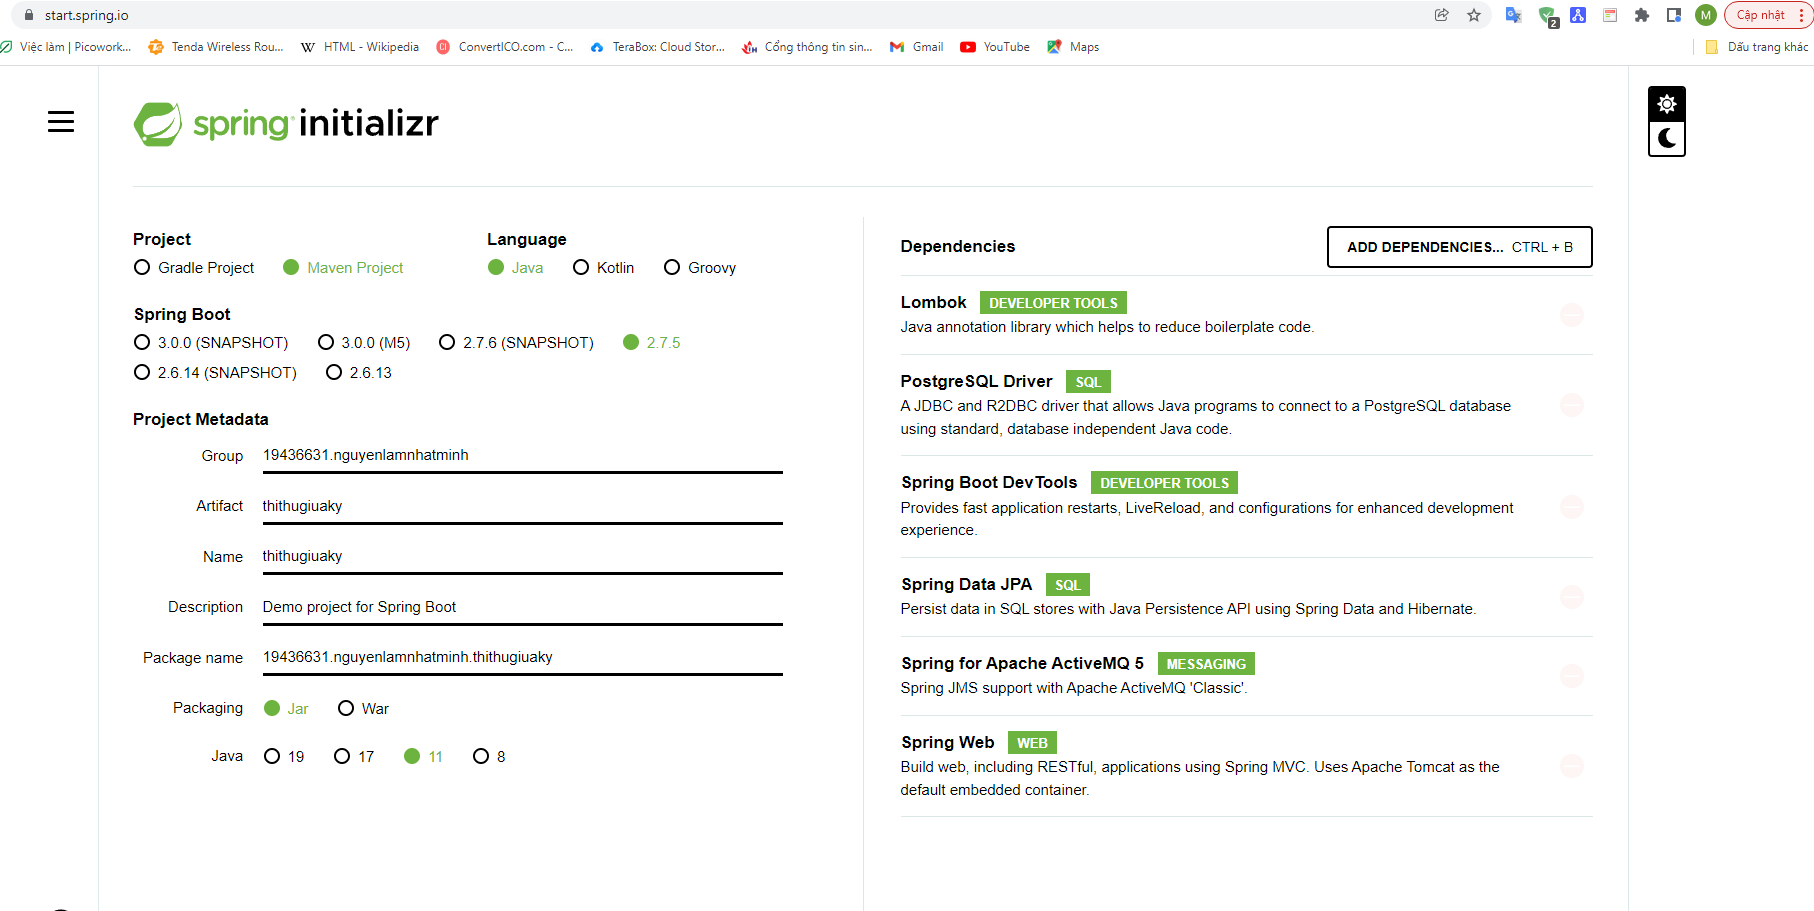 start.spring.io
2
M
Cập nhật
Việc làm | Picowork...
Tenda Wireless Rou...
W HTML - Wikipedia
CI ConvertICO.com - C...
TeraBox: Cloud Stor...
Cổng thông tin sin...
Gmail
YouTube
Maps
Dấu trang khác
spring initializr
Project
Gradle Project
Maven Project
Language
Java
Kotlin
Groovy
Spring Boot
3.0.0 (SNAPSHOT)
3.0.0 (M5)
2.7.6 (SNAPSHOT)
2.7.5
2.6.14 (SNAPSHOT)
2.6.13
Project Metadata
Group 19436631.nguyenlamnhatminh
Artifact thithugiuaky
Name thithugiuaky
Description Demo project for Spring Boot
Package name 19436631.nguyenlamnhatminh.thithugiuaky
Packaging Jar War
Java 19 17 11 8
Dependencies
ADD DEPENDENCIES... CTRL + B
Lombok DEVELOPER TOOLS
Java annotation library which helps to reduce boilerplate code.
PostgreSQL Driver SQL
A JDBC and R2DBC driver that allows Java programs to connect to a PostgreSQL database
using standard, database independent Java code.
Spring Boot DevTools DEVELOPER TOOLS
Provides fast application restarts, LiveReload, and configurations for enhanced development
experience.
Spring Data JPA SQL
Persist data in SQL stores with Java Persistence API using Spring Data and Hibernate.
Spring for Apache ActiveMQ 5 MESSAGING
Spring JMS support with Apache ActiveMQ 'Classic'.
Spring Web WEB
Build web, including RESTful, applications using Spring MVC. Uses Apache Tomcat as the
default embedded container.